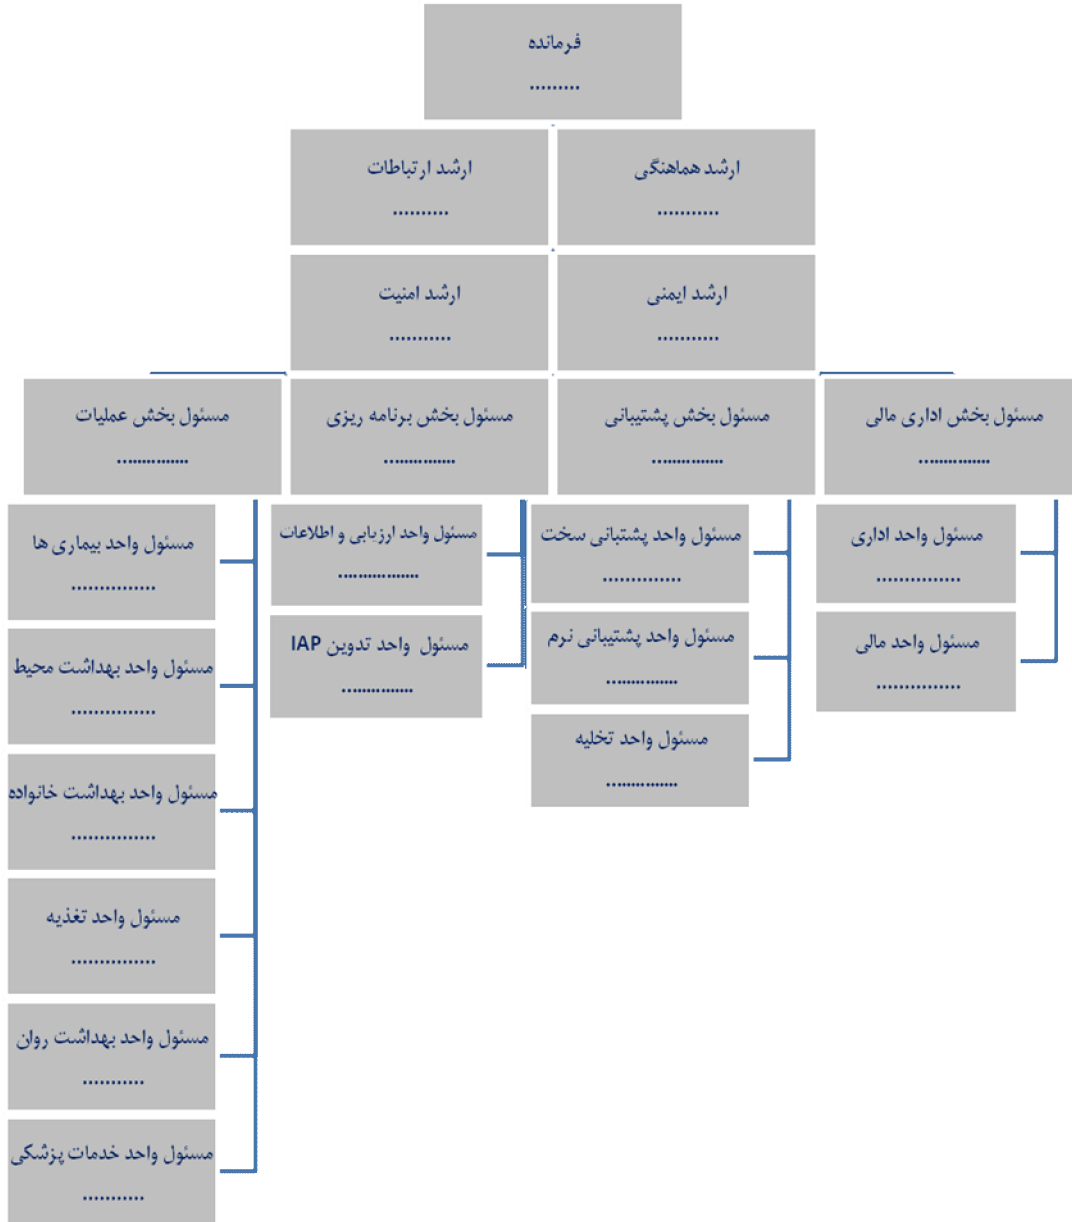 فرمانده
.........
ارشد هماهنگی
...........
ارشد ارتباطات
..........
ارشد ایمنی
...........
ارشد امنیت
...........
مسئول بخش اداری مالی
...............
مسئول بخش پشتیبانی
...............
مسئول بخش برنامه ریزی
...............
مسئول بخش عملیات
...............
مسئول واحد اداری
...............
مسئول واحد مالی
...............
مسئول واحد پشتبانی سخت
..............
مسئول واحد پشتیبانی نرم
...............
مسئول واحد تخلیه
...............
مسئول واحد ارزیابی و اطلاعات
.................
مسئول واحد تدوین IAP
...............
مسئول واحد بیماری ها
...............
مسئول واحد بهداشت محیط
...............
مسئول واحد بهداشت خانواده
...............
مسئول واحد تغذیه
...............
مسئول واحد بهداشت روان
...........
مسئول واحد خدمات پزشکی
...........